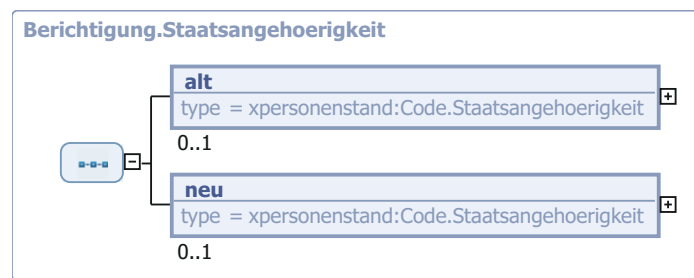 Berichtigung.Staatsangehoerigkeit
alt
type = xpersonenstand:Code.Staatsangehoerigkeit
0..1
neu
type = xpersonenstand:Code.Staatsangehoerigkeit
0..1